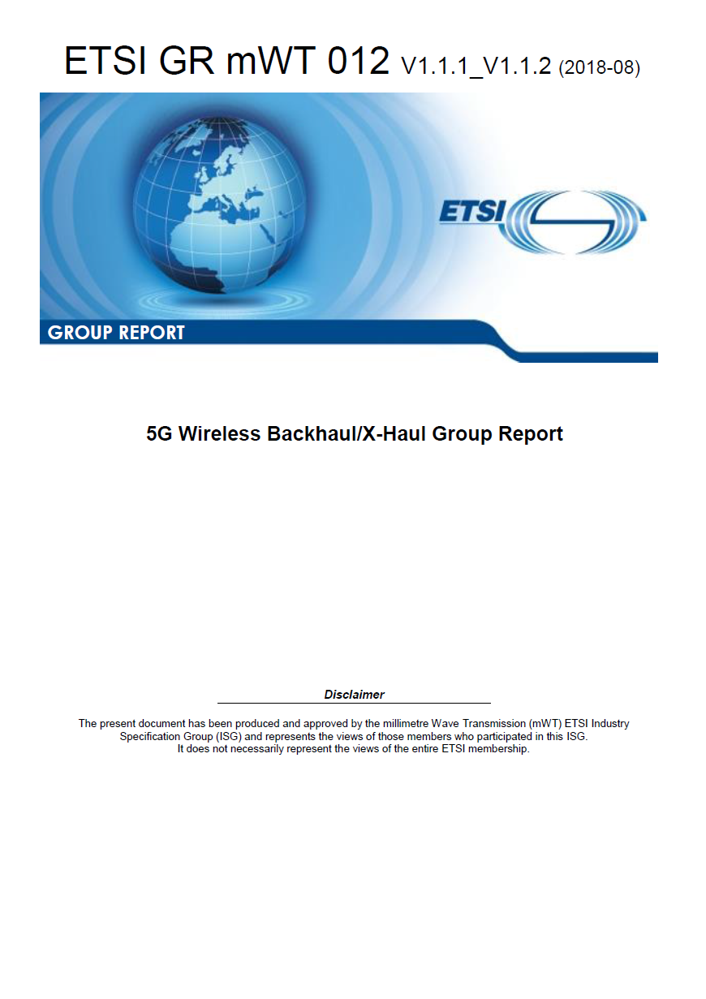 ETSI GR mWT 012 V1.1.1_V1.1.2 (2018-08)
ETSI
GROUP REPORT
5G Wireless Backhaul/X-Haul Group Report
Disclaimer
The present document has been produced and approved by the millimetre Wave Transmission (mWT) ETSI Industry
Specification Group (ISG) and represents the views of those members who participated in this ISG.
It does not necessarily represent the views of the entire ETSI membership.